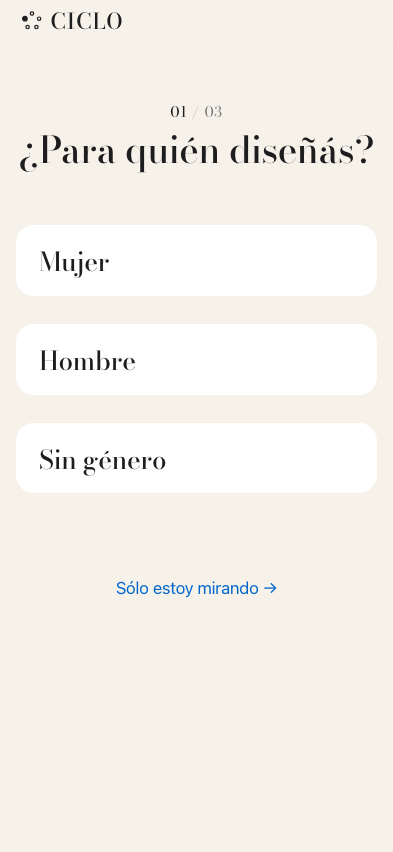 CICLO
01 / 03
¿Para quién diseñás?
Mujer
Hombre
Sin género
Sólo estoy mirando →